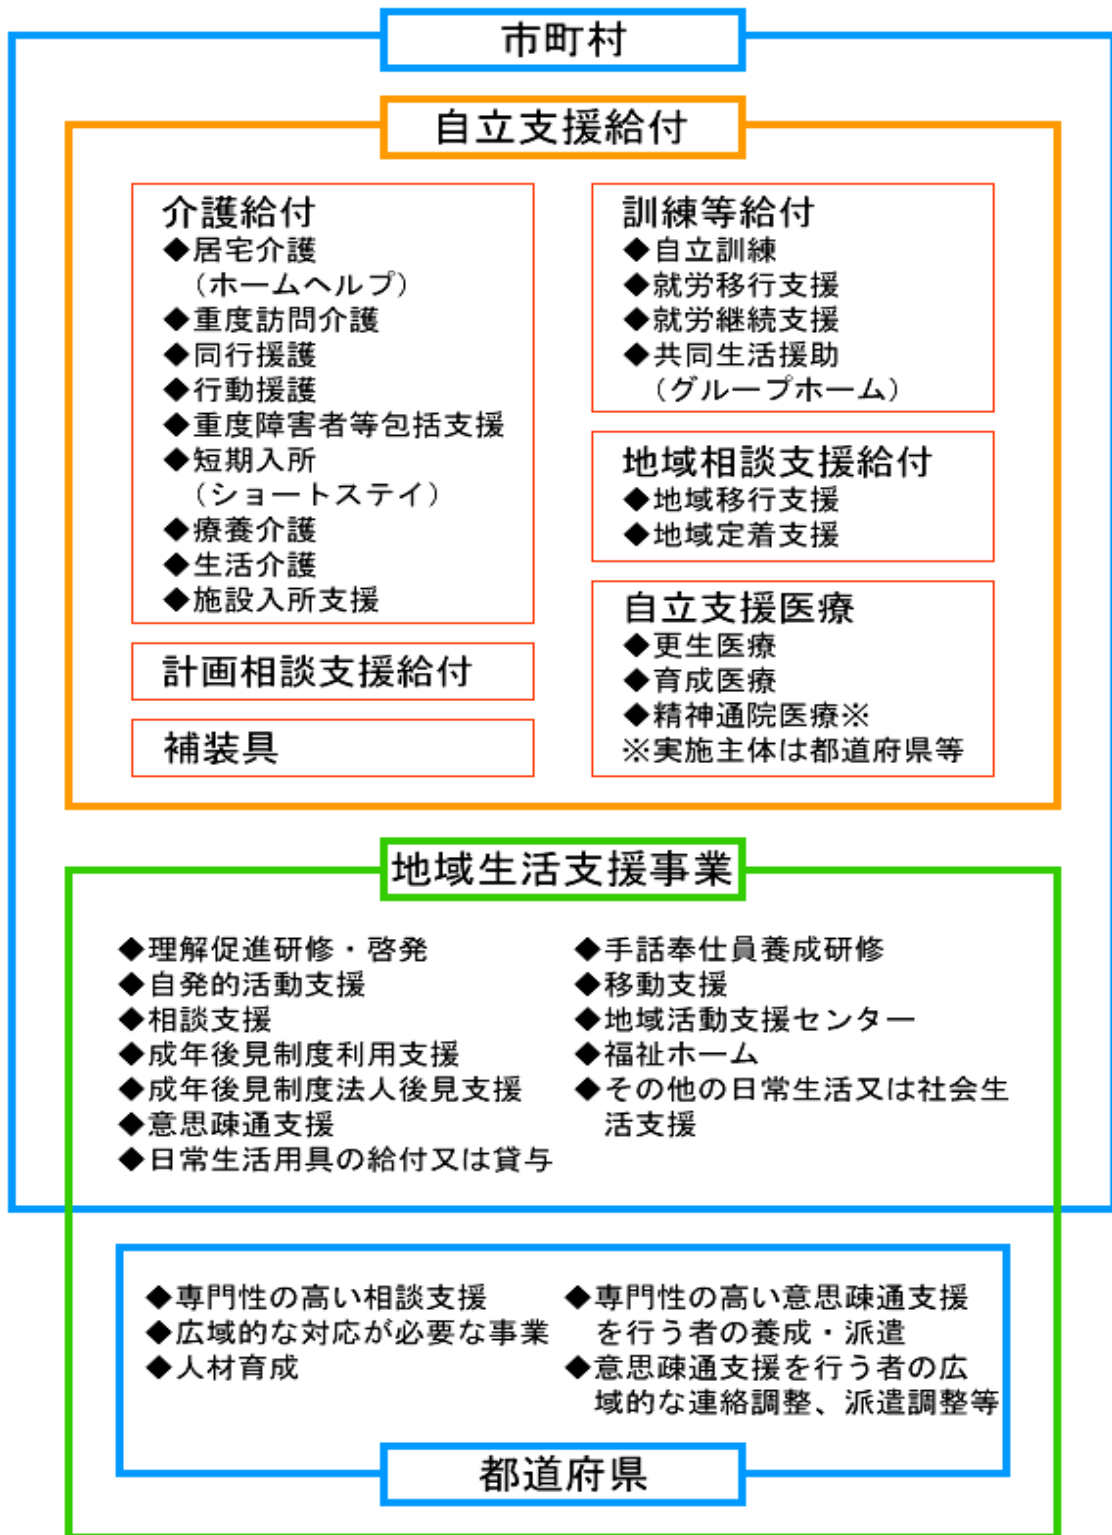 市町村
自立支援給付
介護給付
◆居宅介護
（ホームヘルプ）
◆重度訪問介護
◆同行援護
◆行動援護
◆重度障害者等包括支援
◆短期入所
（ショートステイ）
◆療養介護
◆生活介護
◆施設入所支援
計画相談支援給付
補装具
訓練等給付
◆自立訓練
◆就労移行支援
◆就労継続支援
◆共同生活援助
（グループホーム）
地域相談支援給付
◆地域移行支援
◆地域定着支援
自立支援医療
◆更生医療
◆育成医療
◆精神通院医療※
※実施主体は都道府県等
地域生活支援事業
◆理解促進研修・啓発
◆自発的活動支援
◆相談支援
◆成年後見制度利用支援
◆成年後見制度法人後見支援
◆意思疎通支援
◆日常生活用具の給付又は貸与
◆手話奉仕員養成研修
◆移動支援
◆地域活動支援センター
◆福祉ホーム
◆その他の日常生活又は社会生
活支援
◆専門性の高い相談支援
◆広域的な対応が必要な事業
◆人材育成
◆専門性の高い意思疎通支援
を行う者の養成・派遣
◆意思疎通支援を行う者の広
域的な連絡調整、派遣調整等
都道府県